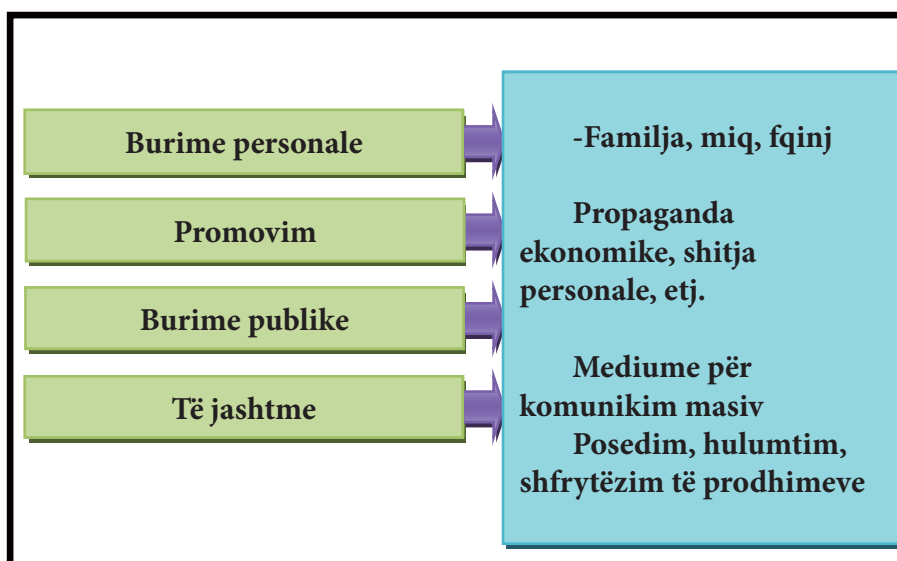 Burime personale
Promovim
Burime publike
Të jashtme
-Familja, miq, fqinj
Propaganda
ekonomike, shitja
personale, etj.
Mediume për
komunikim masiv
Posedim, hulumtim,
shfrytëzim të prodhimeve